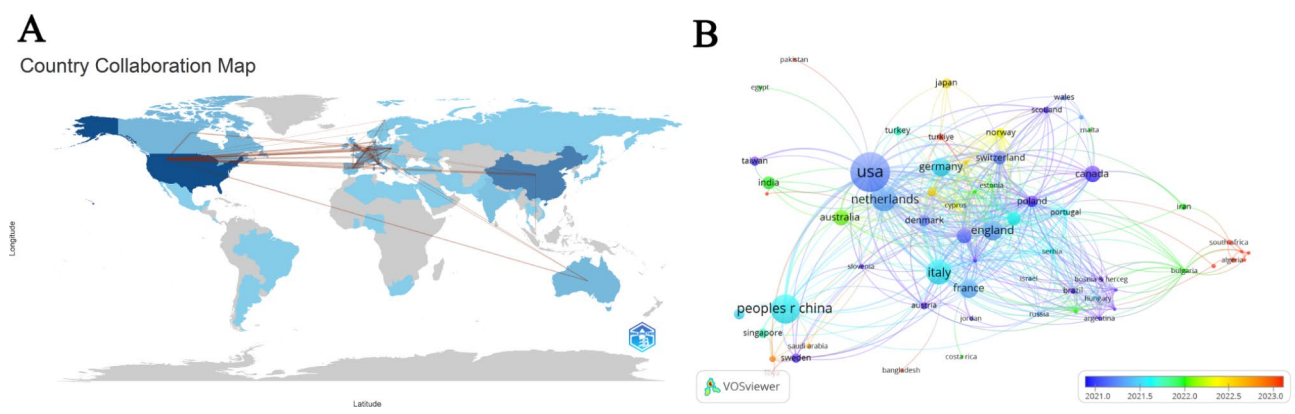 A
Country Collaboration Map
Longitude
Latitude
B
pakistan
egypt
japan
wales
scotland
malta
turkey
turkiye
norway
taiwan
usa
germany
switzerland
canada
india
estonia
netherlands
cyprus
poland
iran
australia
denmark
england
portugal
south africa
serbia
algeria
slovenia
italy
israel
bosnia & herceg
bulgaria
france
brazil
hungary
peoples r china
austria
russia
argentina
jordan
singapore
saudi arabia
sweden
costa rica
bangladesh
VOSviewer
2021.0 2021.5 2022.0 2022.5 2023.0